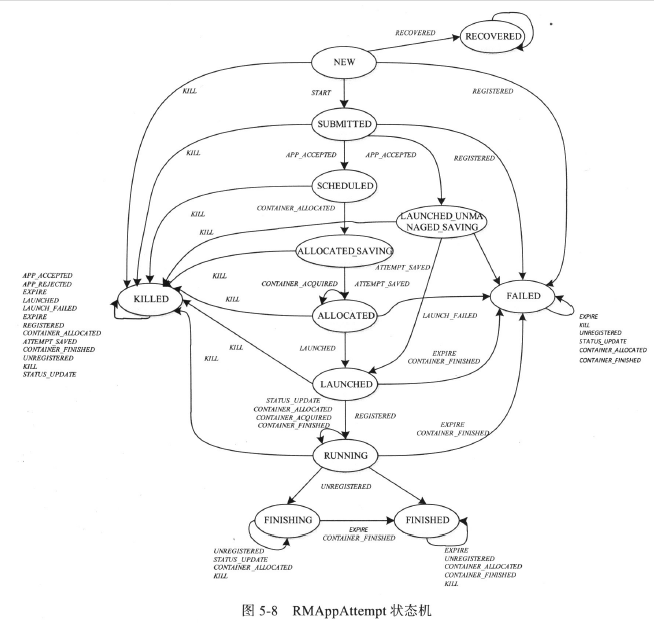 RECOVERED
RECOVERED
NEW
KILL
START
REGISTERED
SUBMITTED
KILL
APP_ACCEPTED
APP_ACCEPTED
REGISTERED
SCHEDULED
CONTAINER_ALLOCATED
KILL
LAUNCHED_UNMA
NAGED_SAVING
ALLOCATED_SAVING
KILL
ATTEMPT_SAVED
CONTAINER_ACQUIRED
ATTEMPT_SAVED
KILLED
KILL
ALLOCATED
LAUNCH_FAILED
FAILED
APP_ACCEPTED
APP_REJECTED
EXPIRE
LAUNCHED
LAUNCH_FAILED
EXPIRE
REGISTERED
CONTAINER_ALLOCATED
ATTEMPT_SAVED
CONTAINER_FINISHED
UNREGISTERED
KILL
STATUS_UPDATE
EXPIRE
KILL
UNREGISTERED
STATUS_UPDATE
CONTAINER_ALLOCATED
CONTAINER_FINISHED
KILL
LAUNCHED
EXPIRE
CONTAINER_FINISHED
LAUNCHED
KILL
STATUS_UPDATE
CONTAINER_ALLOCATED
CONTAINER_ACQUIRED
CONTAINER_FINISHED
REGISTERED
EXPIRE
CONTAINER_FINISHED
RUNNING
UNREGISTERED
FINISHING
EXPIRE
CONTAINER_FINISHED
FINISHED
UNREGISTERED
STATUS_UPDATE
CONTAINER_ALLOCATED
KILL
EXPIRE
UNREGISTERED
CONTAINER_ALLOCATED
CONTAINER_FINISHED
KILL
图 5-8 RMAppAttempt 状态机